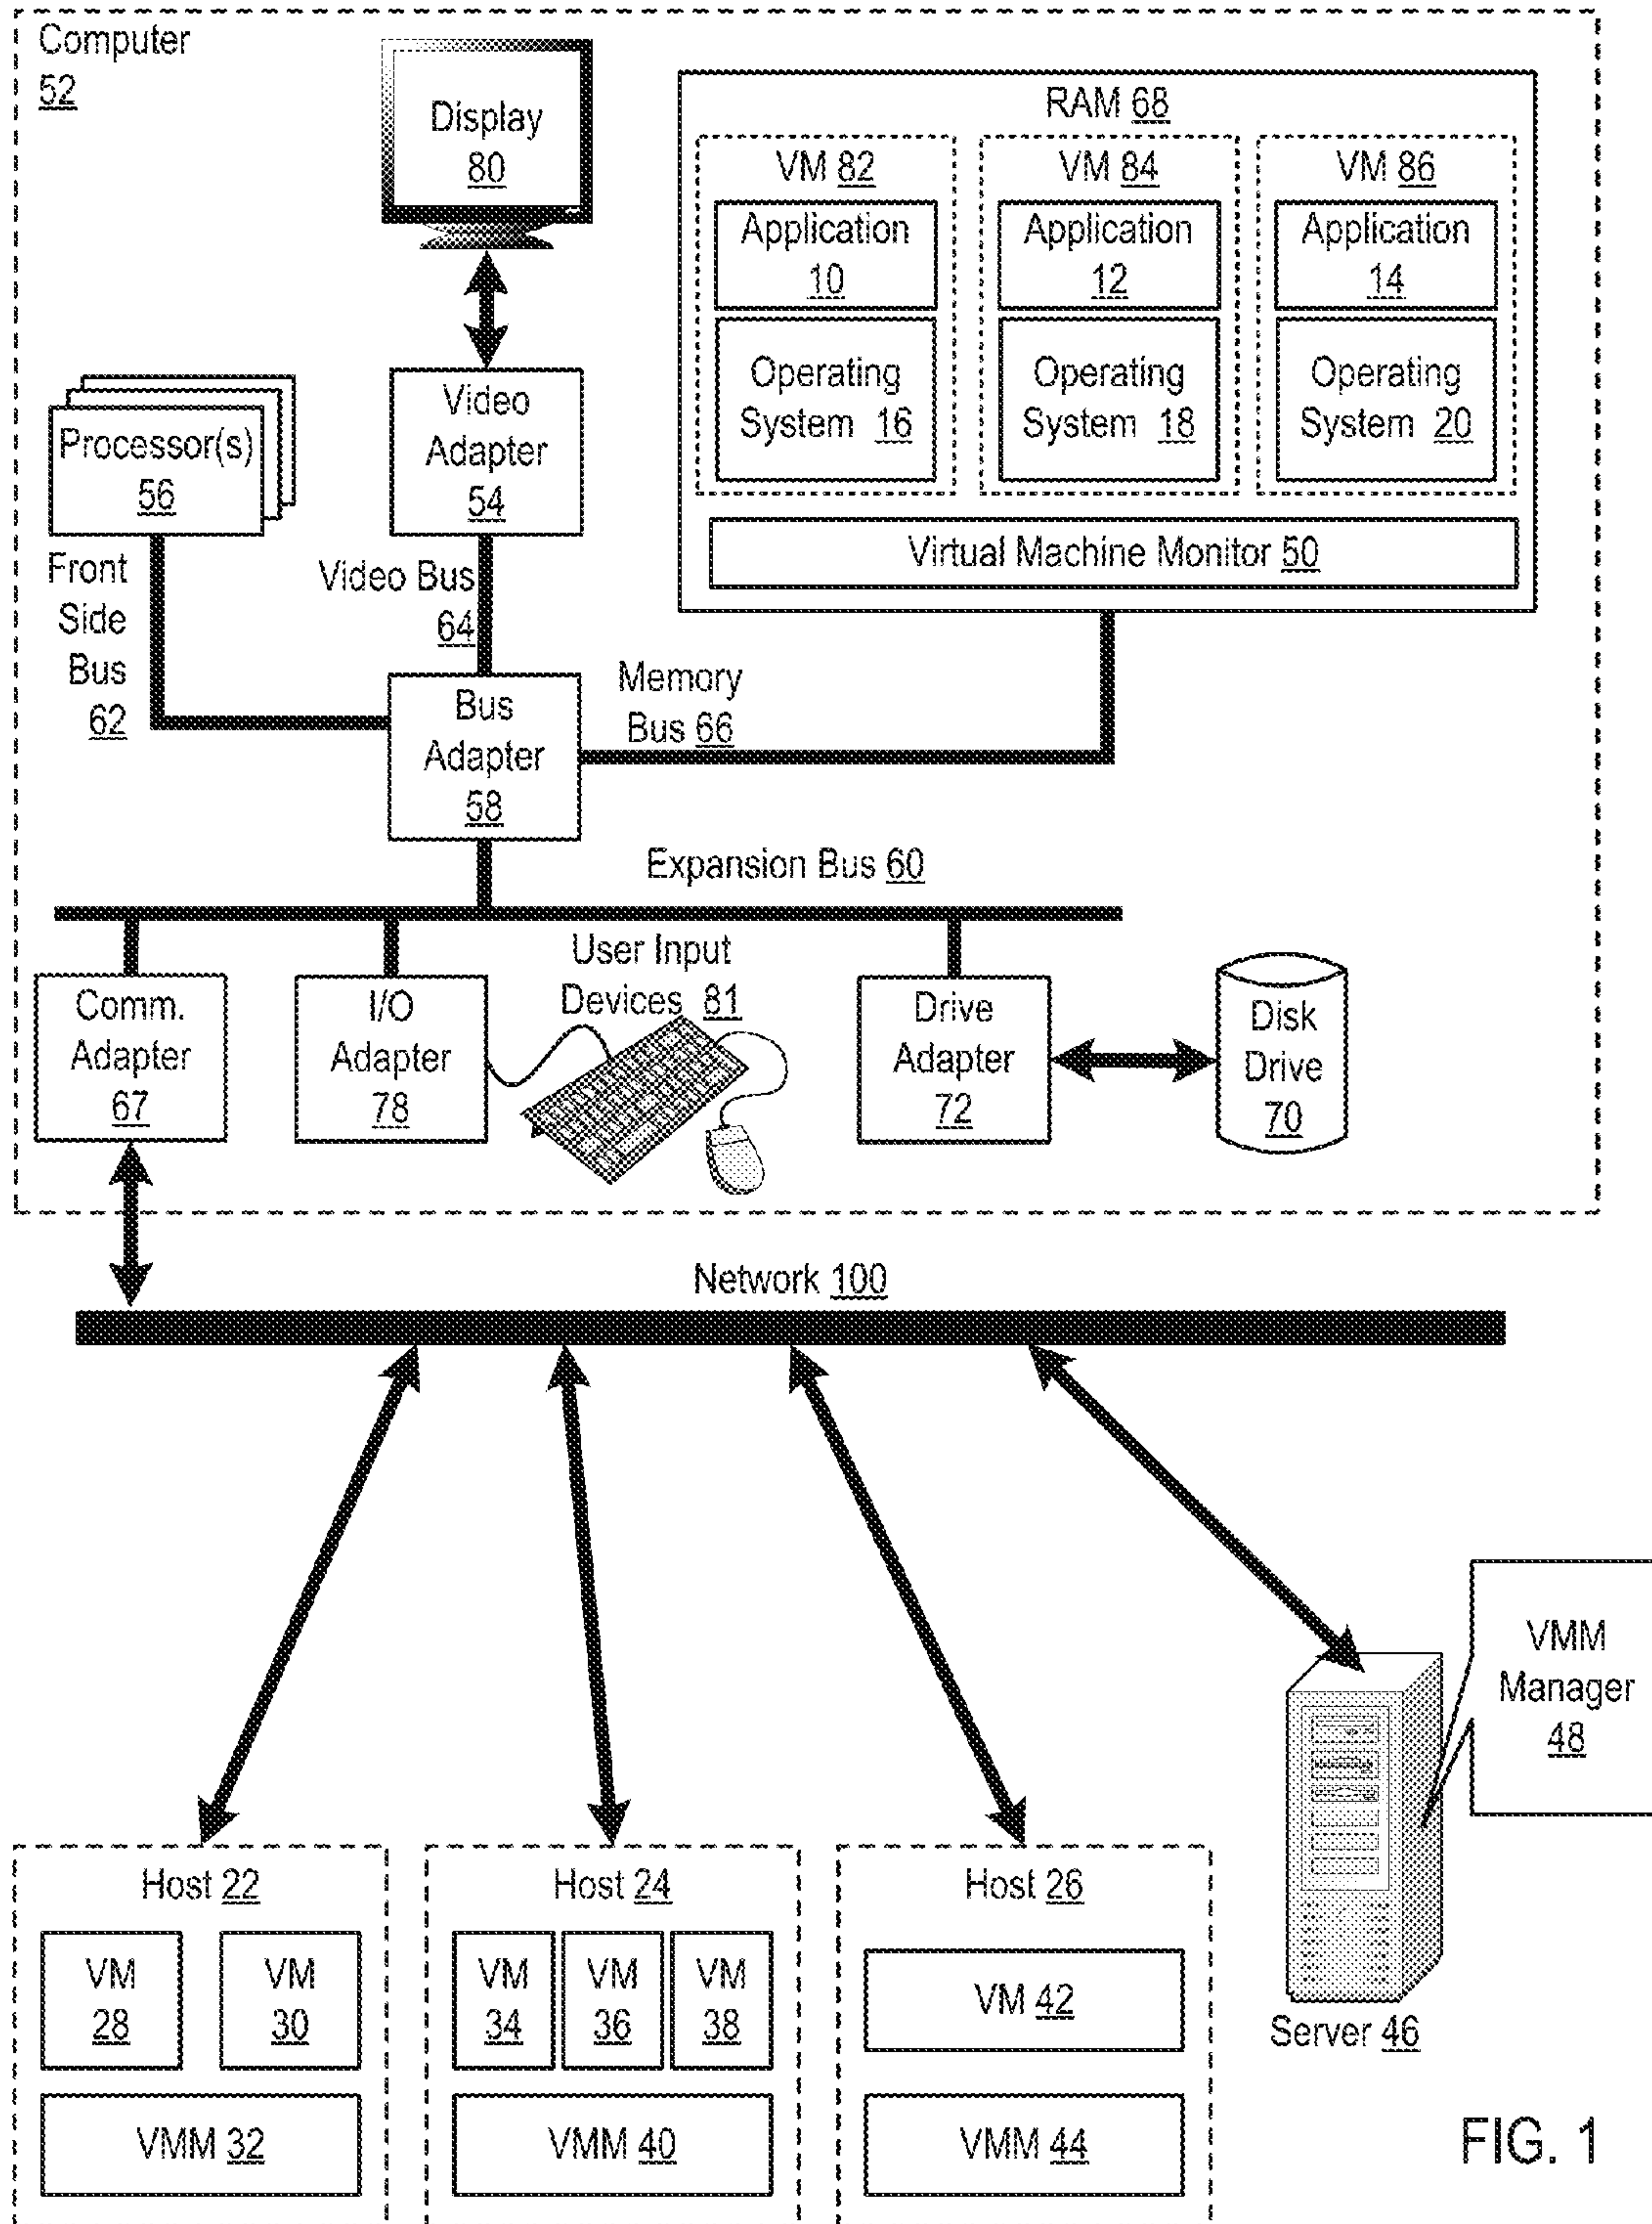 Computer
52
Display
80
RAM 68
VM 82
VM 84
VM 86
Application
10
Application
12
Application
14
Operating
System 16
Operating
System 18
Operating
System 20
Virtual Machine Monitor 50
Processor(s)
56
Video
Adapter
54
Front
Side
Bus
62
Video Bus
64
Bus
Adapter
58
Memory
Bus 66
Expansion Bus 60
Comm.
Adapter
67
I/O
Adapter
78
User Input
Devices 81
Drive
Adapter
72
Disk
Drive
70
Network 100
VMM
Manager
48
Server 46
Host 22
VM
28
VM
30
VMM 32
Host 24
VM
34
VM
36
VM
38
VMM 40
Host 26
VM 42
VMM 44
FIG. 1